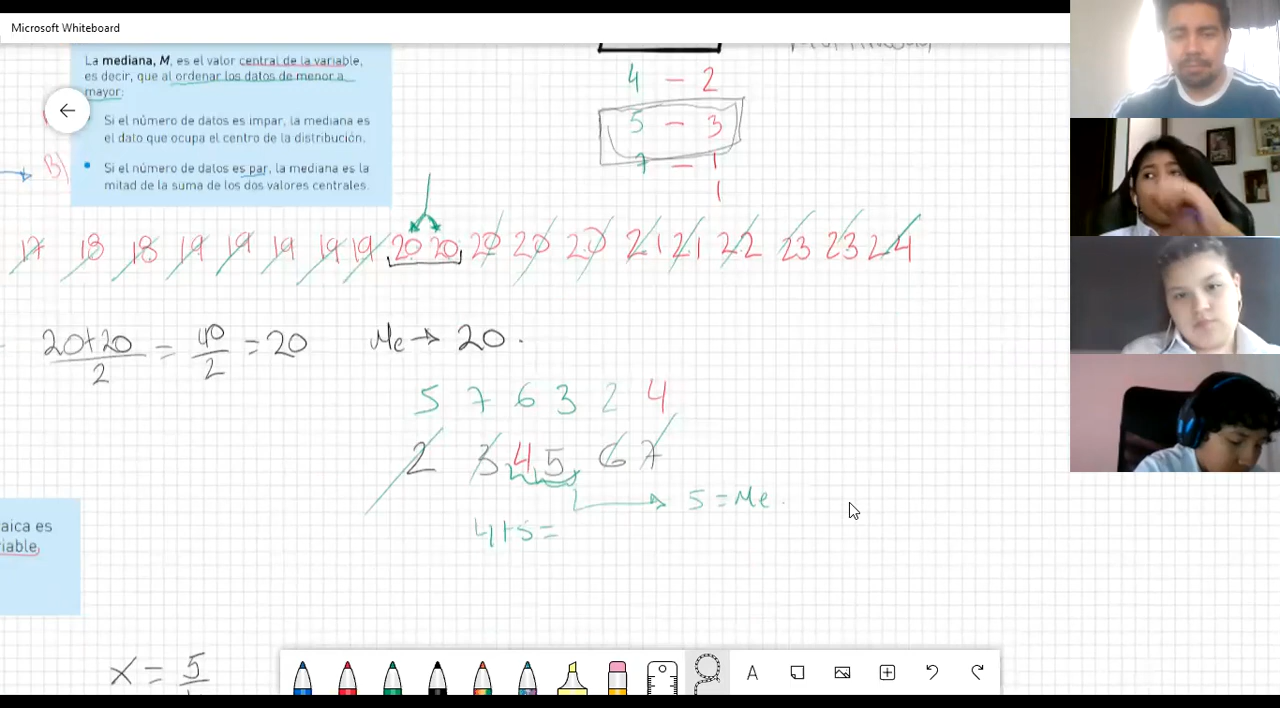 Microsoft Whiteboard
La mediana, M, es el valor central de la variable,
es decir, que al ordenar los datos de menor a
mayor:
Si el número de datos es impar, la mediana es
el dato que ocupa el centro de la distribución.
B)
• Si el número de datos es par, la mediana es la
mitad de la suma de los dos valores centrales.
4 - 2
5 - 3
7 - 1
1
17 18 18 19 19 19 19 19 20 20 20 20 20 21 21 22 23 23 24
20+20/2 = 40/2 = 20 Me → 20.
5 7 6 3 2 4
2 3 4 5 6 7
5 = Me.
4+5=
aica es
iable,
x = 5
A